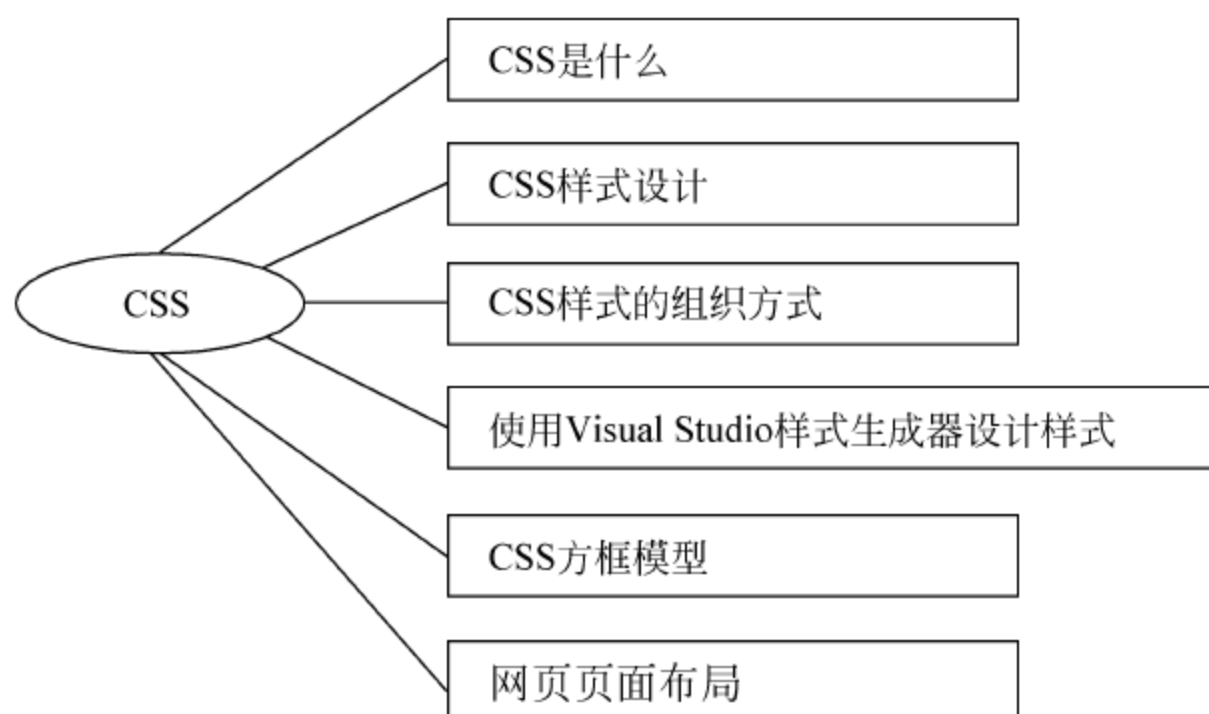 CSS是什么
CSS样式设计
CSS
CSS样式的组织方式
使用Visual Studio样式生成器设计样式
CSS方框模型
网页页面布局